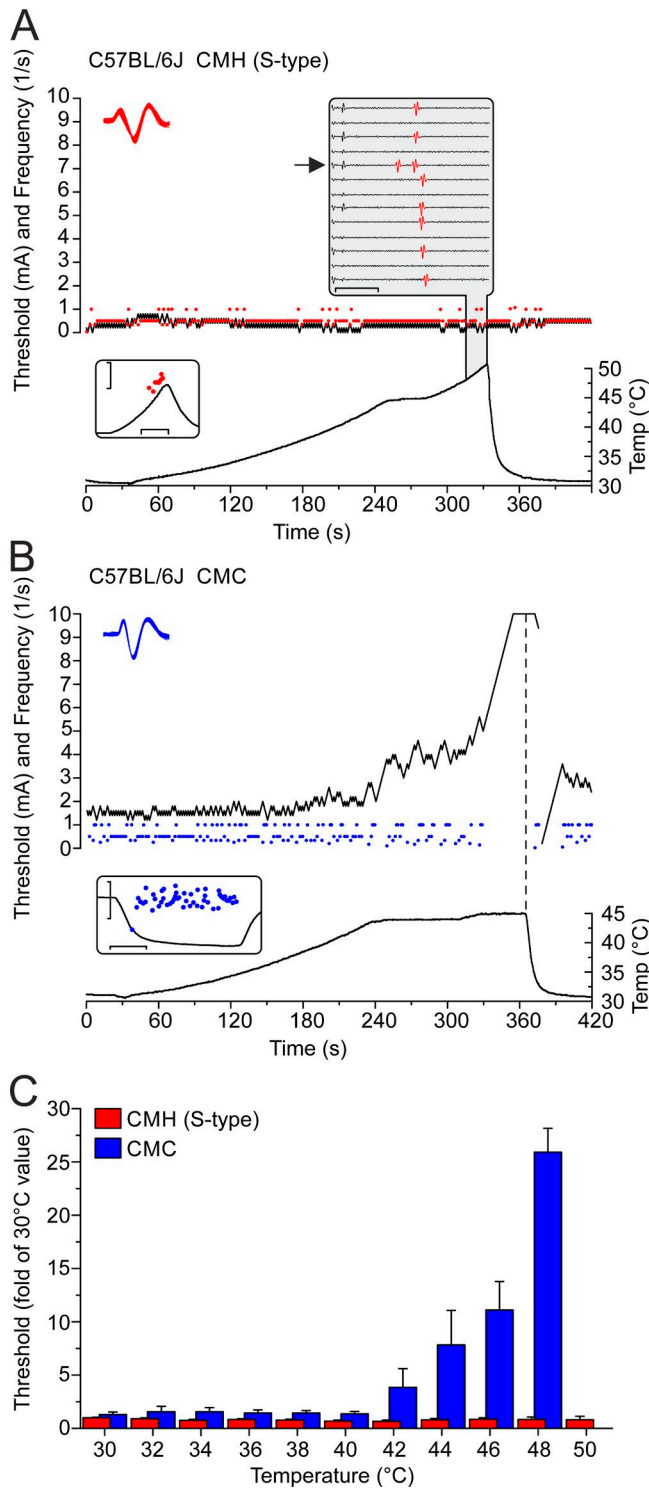 A
C57BL/6J CMH (S-type)
Threshold (mA) and Frequency (1/s)
10
9
8
7
6
5
4
3
2
1
0
50
45
40
35
30
Temp (°C)
0 60 120 180 240 300 360
Time (s)
B
C57BL/6J CMC
Threshold (mA) and Frequency (1/s)
10
9
8
7
6
5
4
3
2
1
0
45
40
35
30
Temp (°C)
0 60 120 180 240 300 360 420
Time (s)
C
Threshold (fold of 30°C value)
30
25
20
15
10
5
0
CMH (S-type)
CMC
30 32 34 36 38 40 42 44 46 48 50
Temperature (°C)